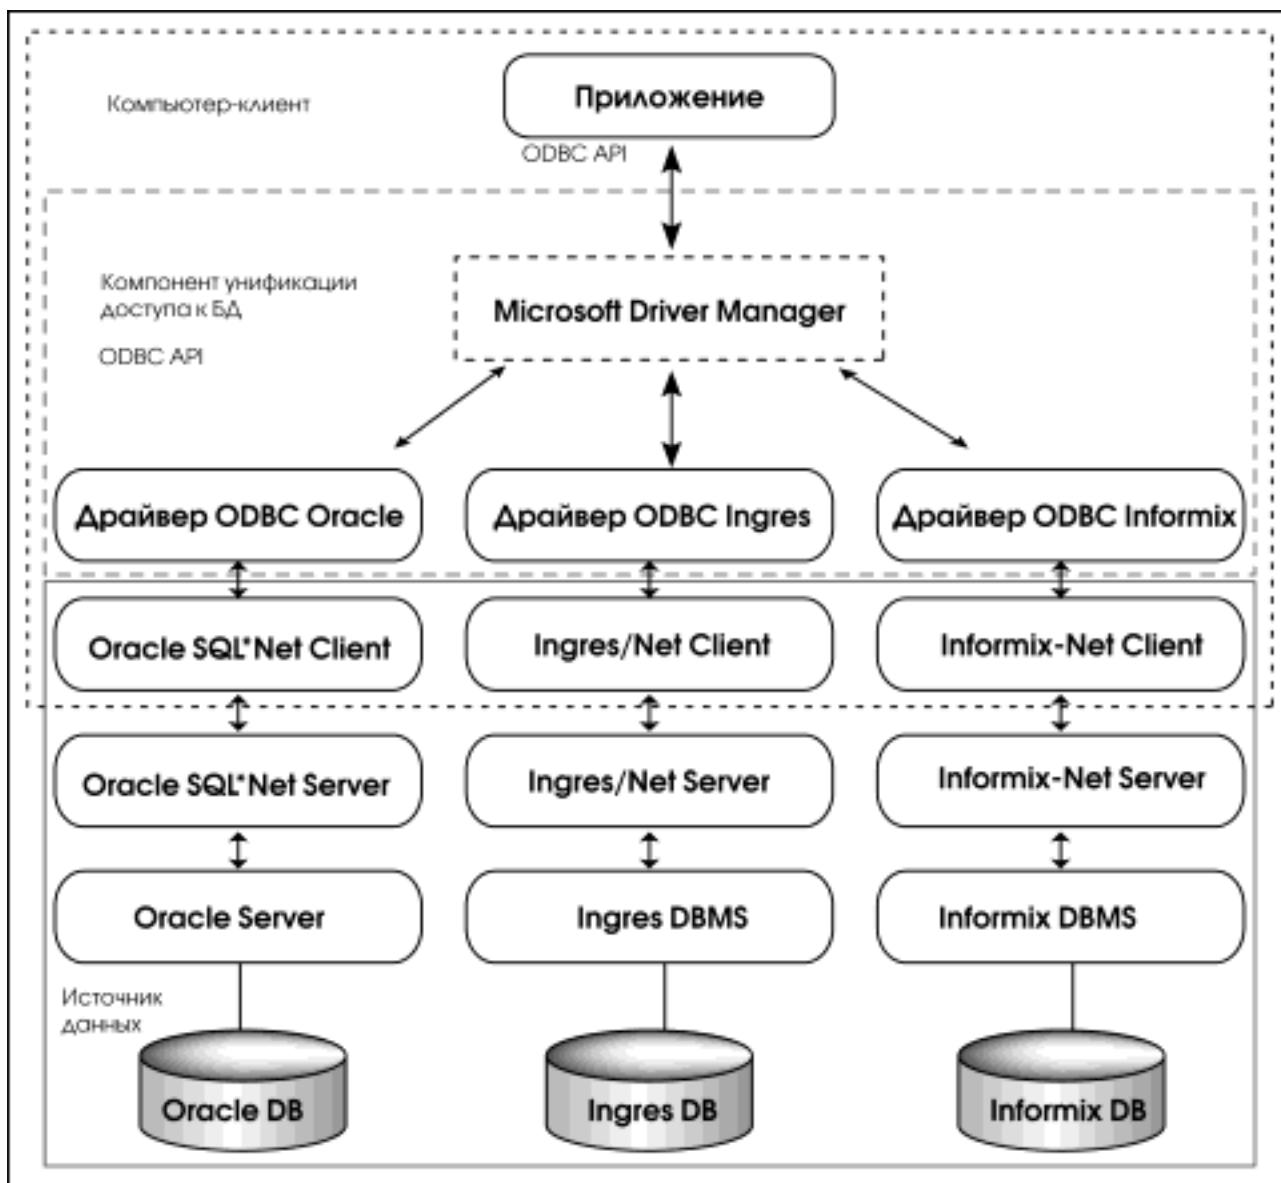 Компьютер-клиент
Приложение
ODBC API
Компонент унификации
доступа к БД
ODBC API
Microsoft Driver Manager
Драйвер ODBC Oracle
Драйвер ODBC Ingres
Драйвер ODBC Informix
Oracle SQL*Net Client
Ingres/Net Client
Informix-Net Client
Oracle SQL*Net Server
Ingres/Net Server
Informix-Net Server
Oracle Server
Ingres DBMS
Informix DBMS
Источник
данных
Oracle DB
Ingres DB
Informix DB